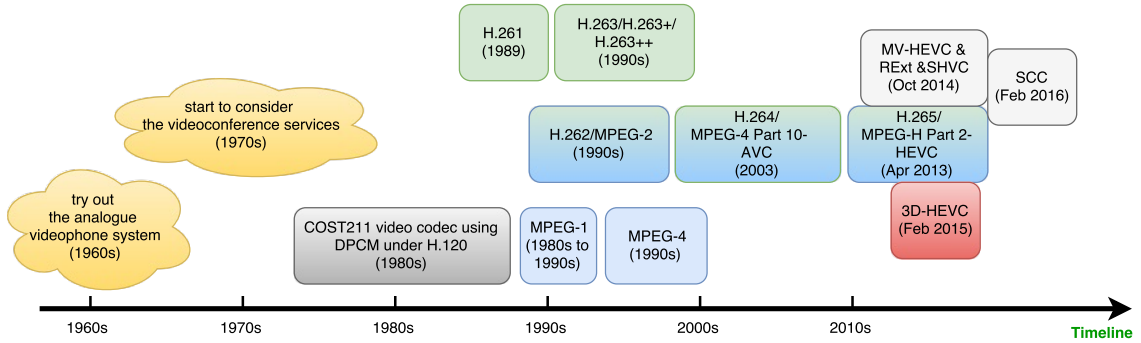 H.261
(1989)
H.263/H.263+/
H.263++
(1990s)
MV-HEVC &
RExt &SHVC
(Oct 2014)
SCC
(Feb 2016)
start to consider
the videoconference services
(1970s)
H.262/MPEG-2
(1990s)
H.264/
MPEG-4 Part 10-
AVC
(2003)
H.265/
MPEG-H Part 2-
HEVC
(Apr 2013)
try out
the analogue
videophone system
(1960s)
COST211 video codec using
DPCM under H.120
(1980s)
MPEG-1
(1980s to
1990s)
MPEG-4
(1990s)
3D-HEVC
(Feb 2015)
1960s
1970s
1980s
1990s
2000s
2010s
Timeline